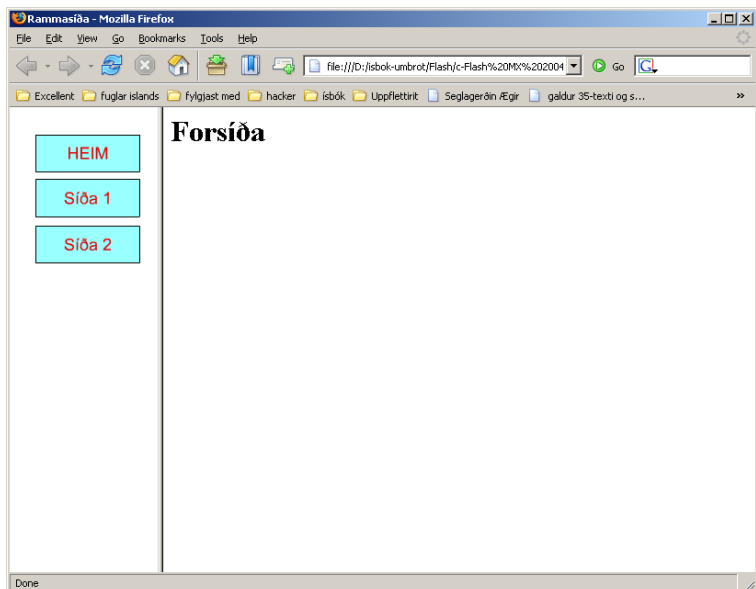 Rammasíða - Mozilla Firefox
File Edit View Go Bookmarks Tools Help
file:///D:/isbok-umbrot/Flash/c-Flash%20MX%202004 Go G
Excellent fuglar islands fylgjast med hacker ísbók Uppflettirit Seglagerðin Ægir galdur 35-texti og s... »
Forsíða
HEIM
Síða 1
Síða 2
Done